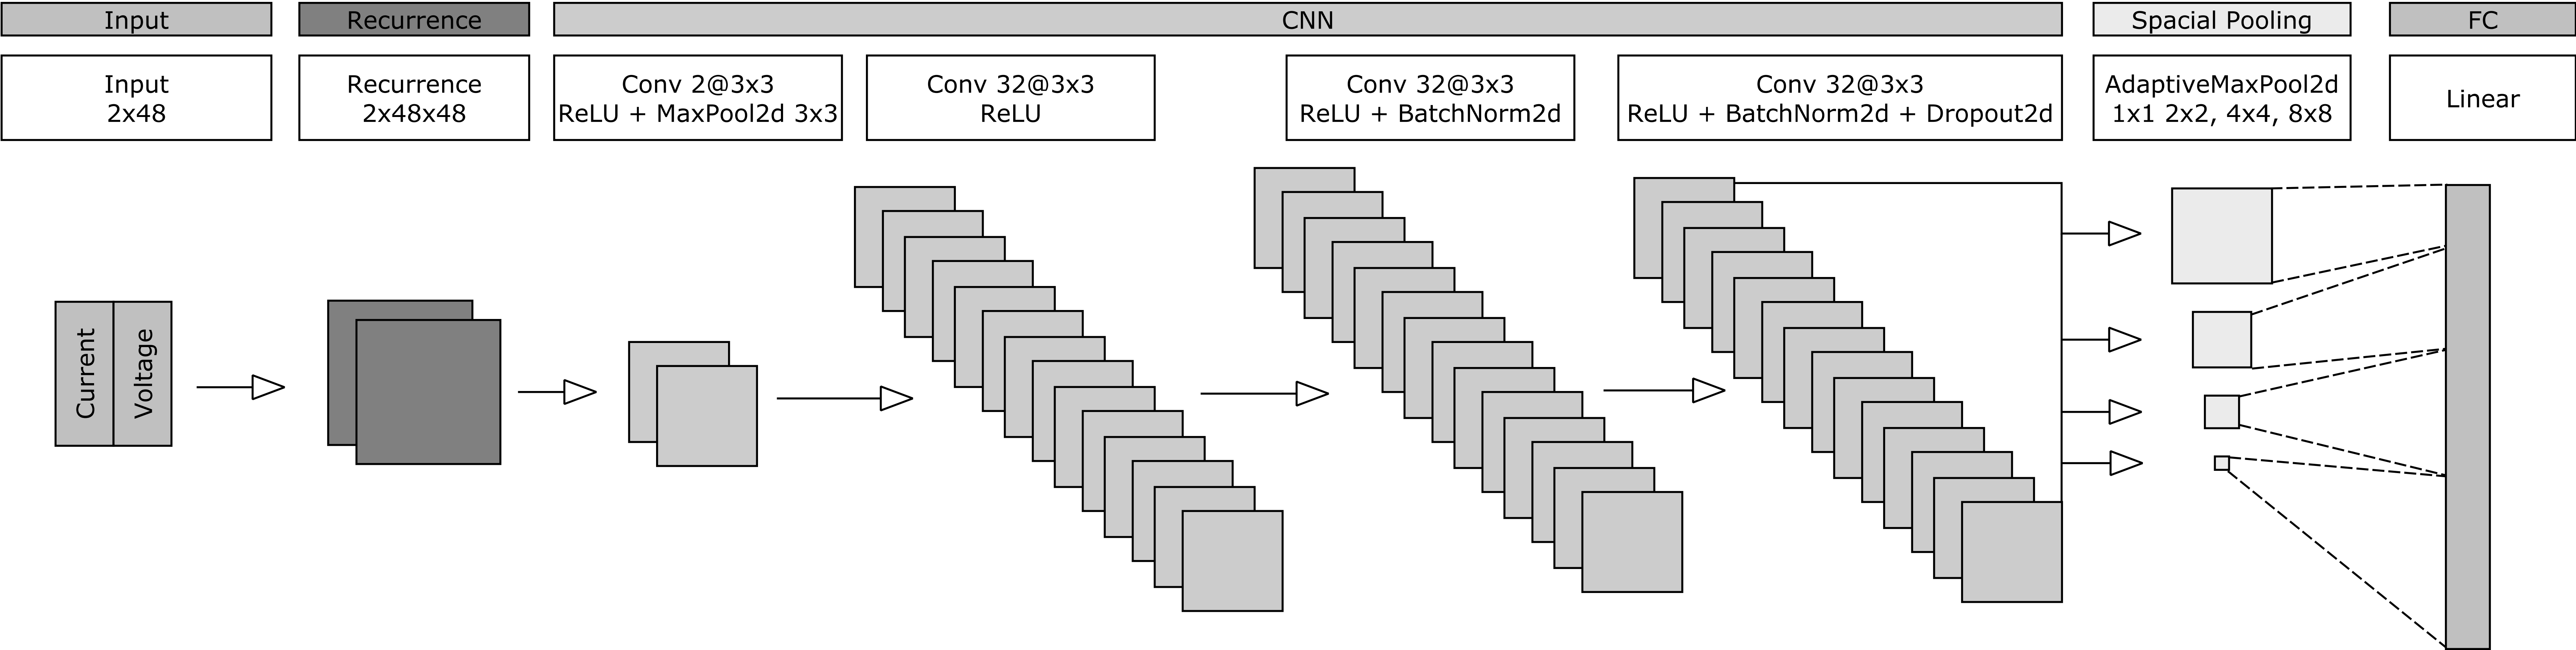 Input
Recurrence
CNN
Spacial Pooling
FC
Input
2x48
Recurrence
2x48x48
Conv 2@3x3
ReLU + MaxPool2d 3x3
Conv 32@3x3
ReLU
Conv 32@3x3
ReLU + BatchNorm2d
Conv 32@3x3
ReLU + BatchNorm2d + Dropout2d
AdaptiveMaxPool2d
1x1 2x2, 4x4, 8x8
Linear
Current
Voltage